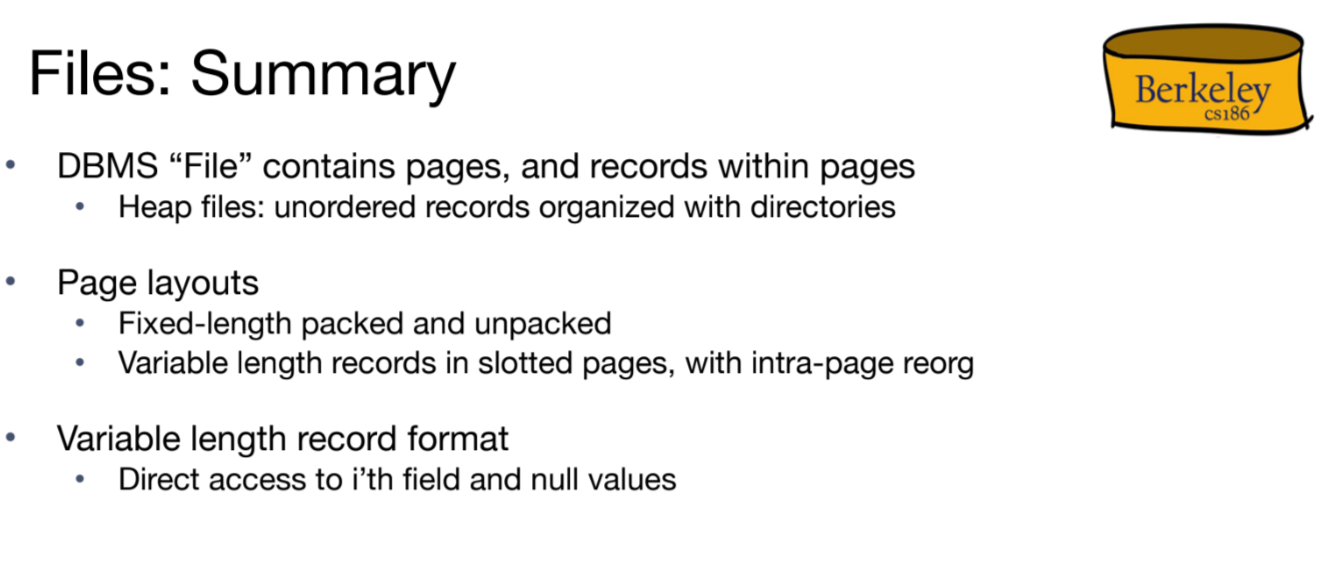 Files: Summary
Berkeley
cs186
• DBMS “File” contains pages, and records within pages
• Heap files: unordered records organized with directories
• Page layouts
• Fixed-length packed and unpacked
• Variable length records in slotted pages, with intra-page reorg
• Variable length record format
• Direct access to i’th field and null values